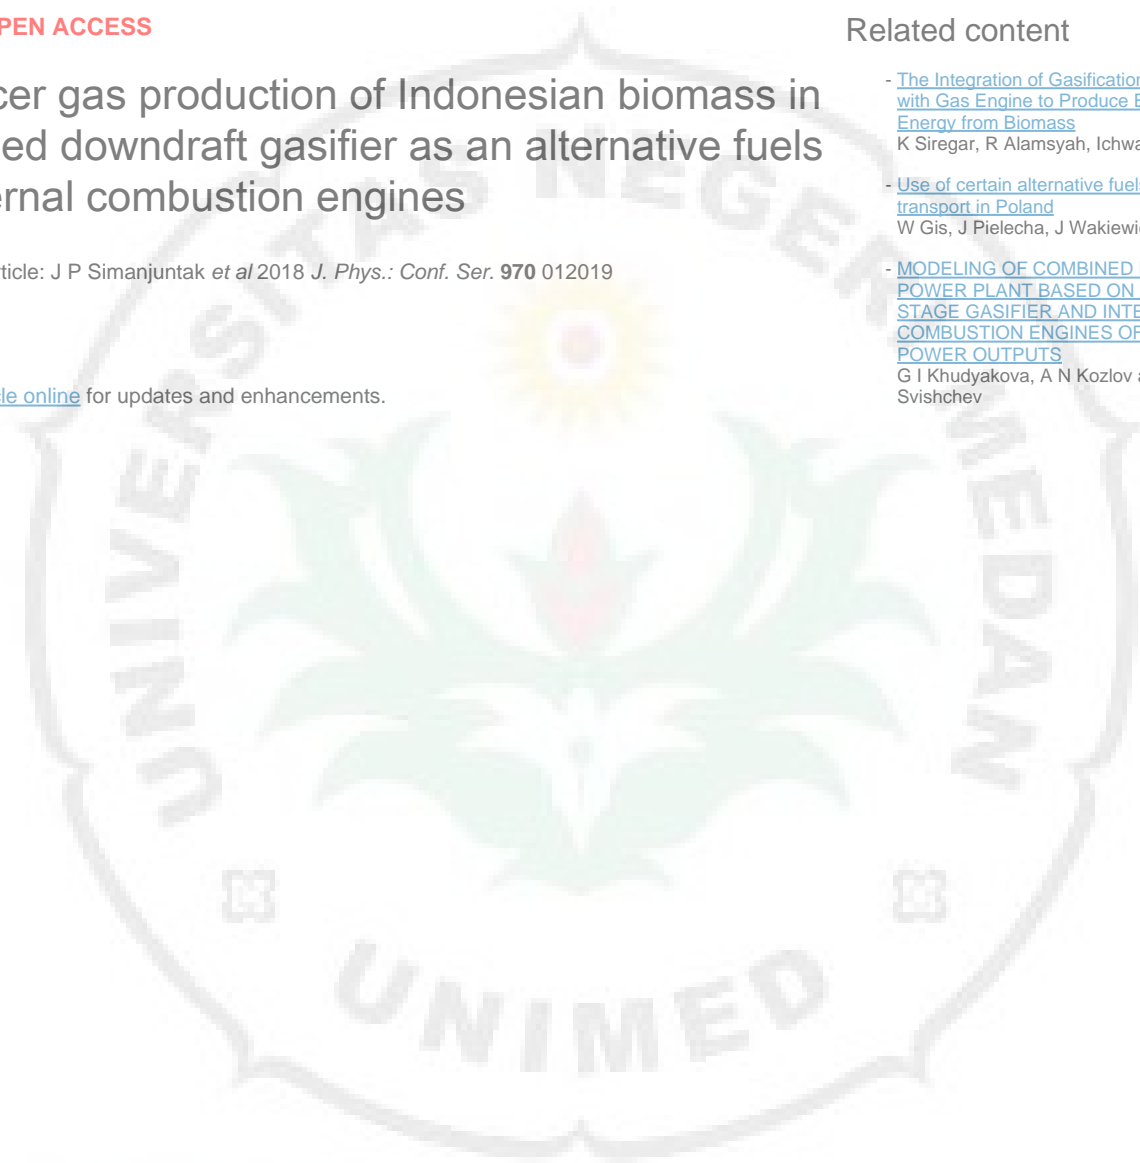 PEN ACCESS
cer gas production of Indonesian biomass in
ed downdraft gasifier as an alternative fuels
ernal combustion engines
rticle: J P Simanjuntak et al 2018 J. Phys.: Conf. Ser. 970 012019
cle online for updates and enhancements.
Related content
- The Integration of Gasification
with Gas Engine to Produce E
Energy from Biomass
K Siregar, R Alamsyah, Ichwa
- Use of certain alternative fuels
transport in Poland
W Gis, J Pielecha, J Wakiewi
- MODELING OF COMBINED
POWER PLANT BASED ON
STAGE GASIFIER AND INTE
COMBUSTION ENGINES OF
POWER OUTPUTS
G I Khudyakova, A N Kozlov a
Svishchev
UNIVERSITAS NEGERI MEDAN
UNIMED